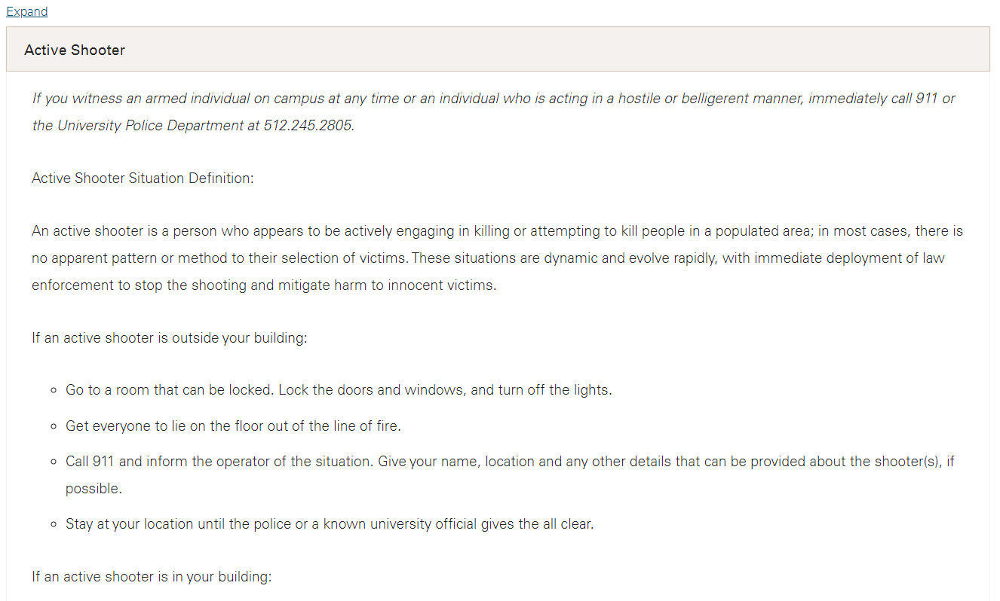 Expand
Active Shooter
If you witness an armed individual on campus at any time or an individual who is acting in a hostile or belligerent manner, immediately call 911 or
the University Police Department at 512.245.2805.
Active Shooter Situation Definition:
An active shooter is a person who appears to be actively engaging in killing or attempting to kill people in a populated area; in most cases, there is
no apparent pattern or method to their selection of victims. These situations are dynamic and evolve rapidly, with immediate deployment of law
enforcement to stop the shooting and mitigate harm to innocent victims.
If an active shooter is outside your building:
Go to a room that can be locked. Lock the doors and windows, and turn off the lights.
Get everyone to lie on the floor out of the line of fire.
Call 911 and inform the operator of the situation. Give your name, location and any other details that can be provided about the shooter(s), if
possible.
Stay at your location until the police or a known university official gives the all clear.
If an active shooter is in your building: